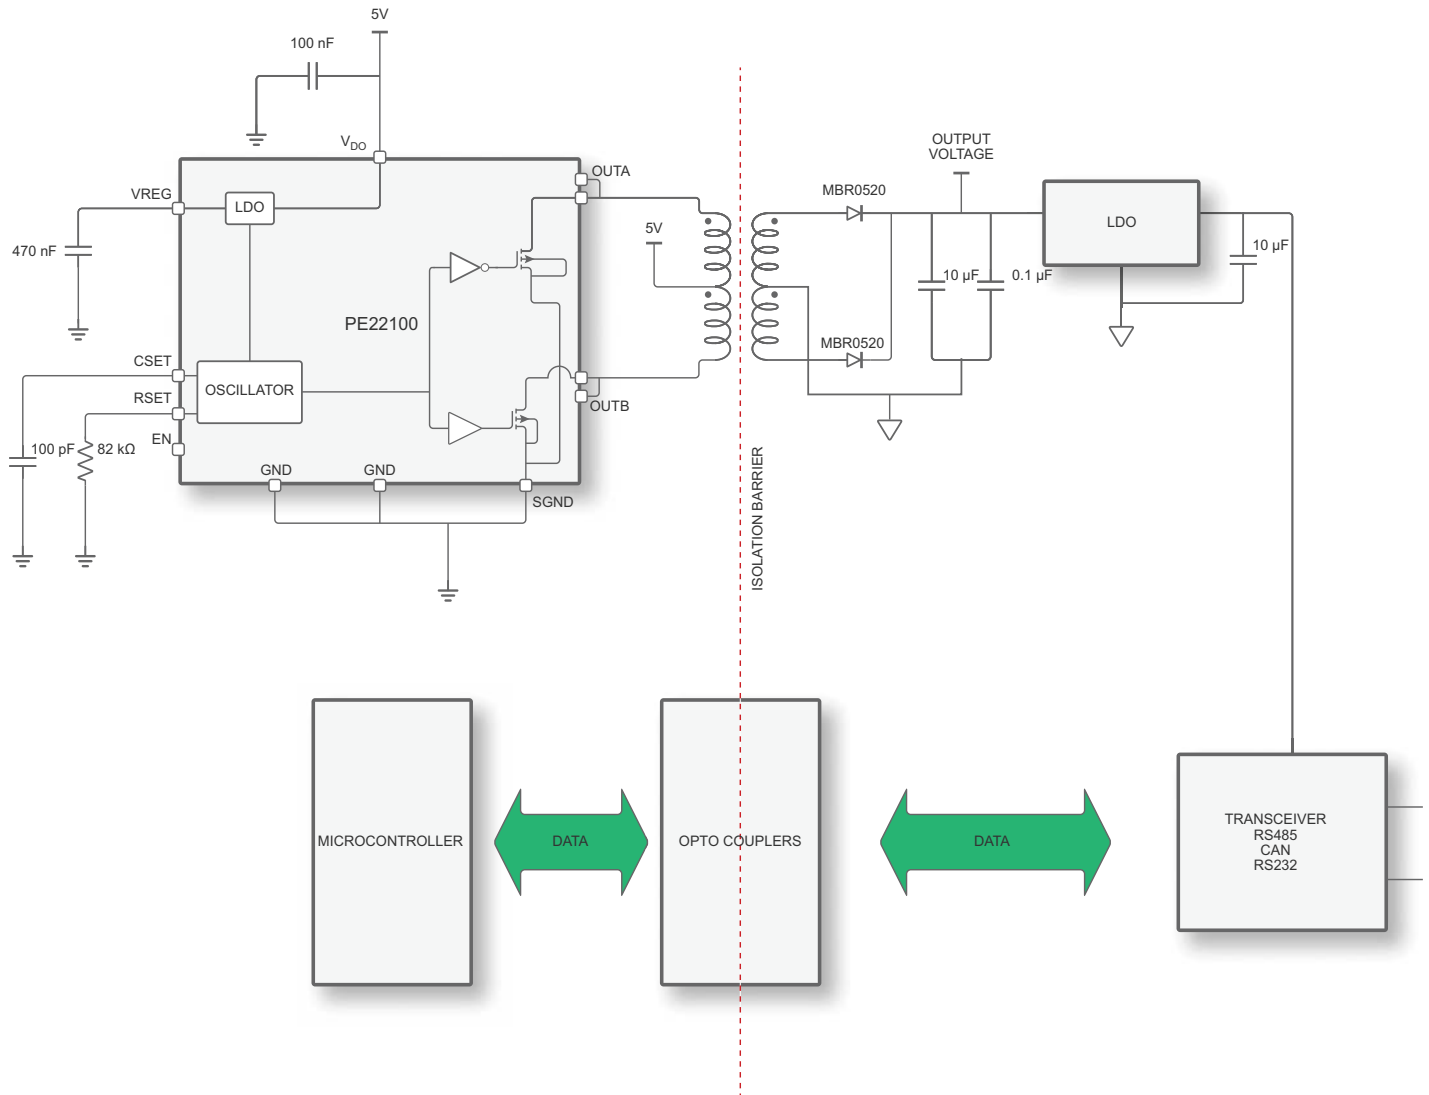 5V
100 nF
VDO
OUTA
VREG
LDO
470 nF
5V
MBR0520
OUTPUT
VOLTAGE
LDO
10 µF
10 µF
0.1 µF
PE22100
MBR0520
CSET
OSCILLATOR
RSET
OUTB
EN
100 pF
82 kΩ
GND
GND
SGND
ISOLATION BARRIER
MICROCONTROLLER
DATA
OPTO COUPLERS
DATA
TRANSCEIVER
RS485
CAN
RS232